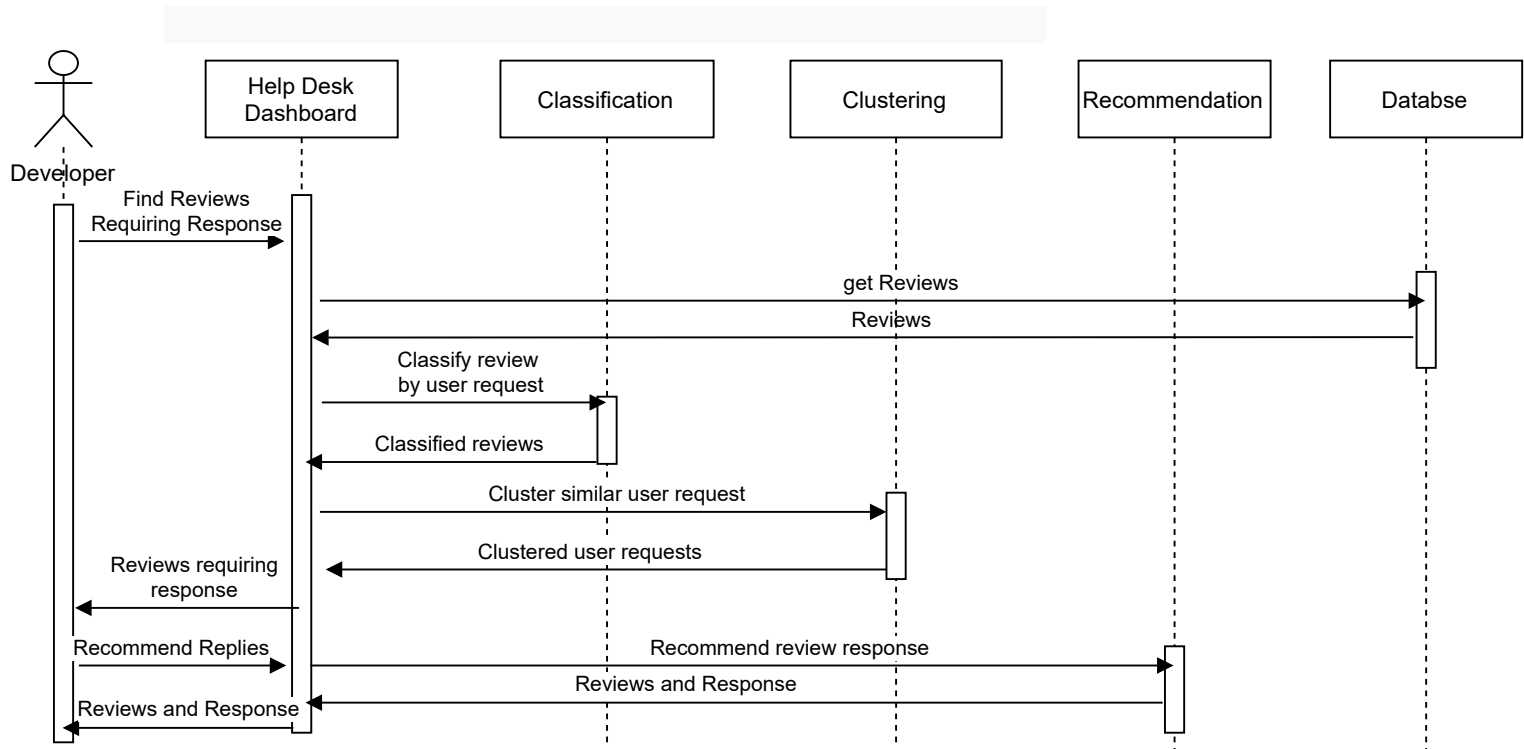 Help Desk
Dashboard
Classification
Clustering
Recommendation
Databse
Developer
Find Reviews
Requiring Response
get Reviews
Reviews
Classify review
by user request
Classified reviews
Cluster similar user request
Clustered user requests
Reviews requiring
response
Recommend Replies
Recommend review response
Reviews and Response
Reviews and Response